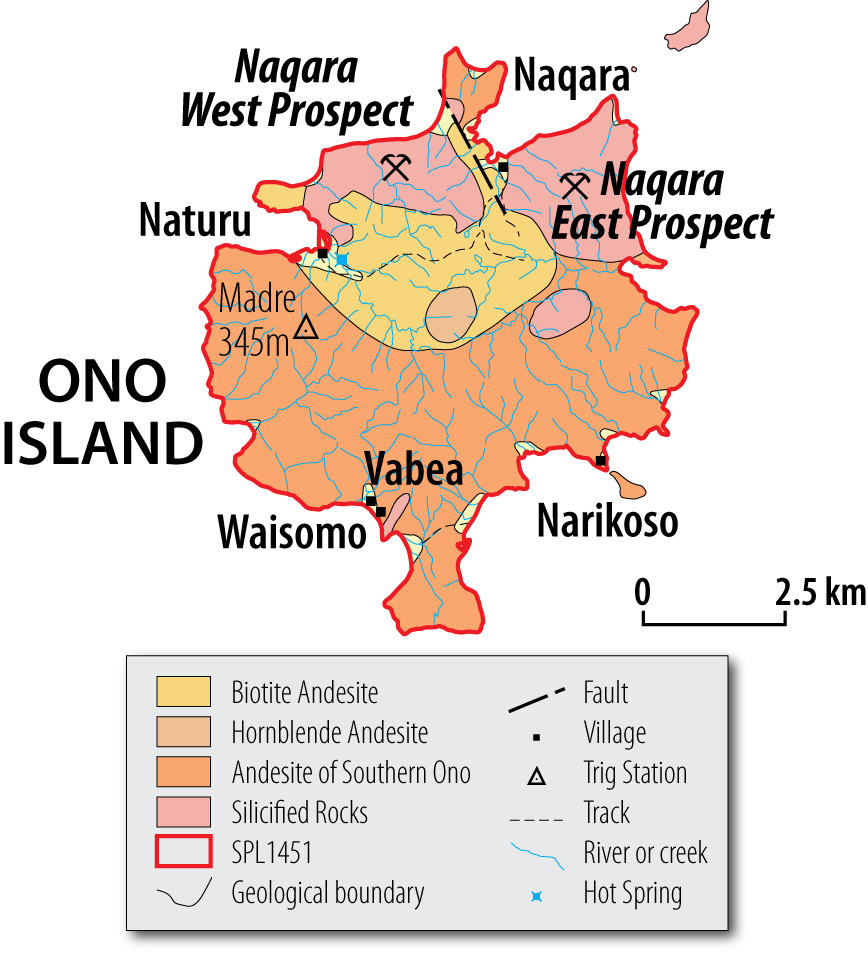 Naqara
West Prospect
Naqara
Naqara
East Prospect
Naturu
Madre
345m
ONO
ISLAND
Vabea
Waisomo
Narikoso
0 2.5 km
Biotite Andesite
Hornblende Andesite
Andesite of Southern Ono
Silicified Rocks
SPL1451
Geological boundary
Fault
Village
Trig Station
Track
River or creek
Hot Spring